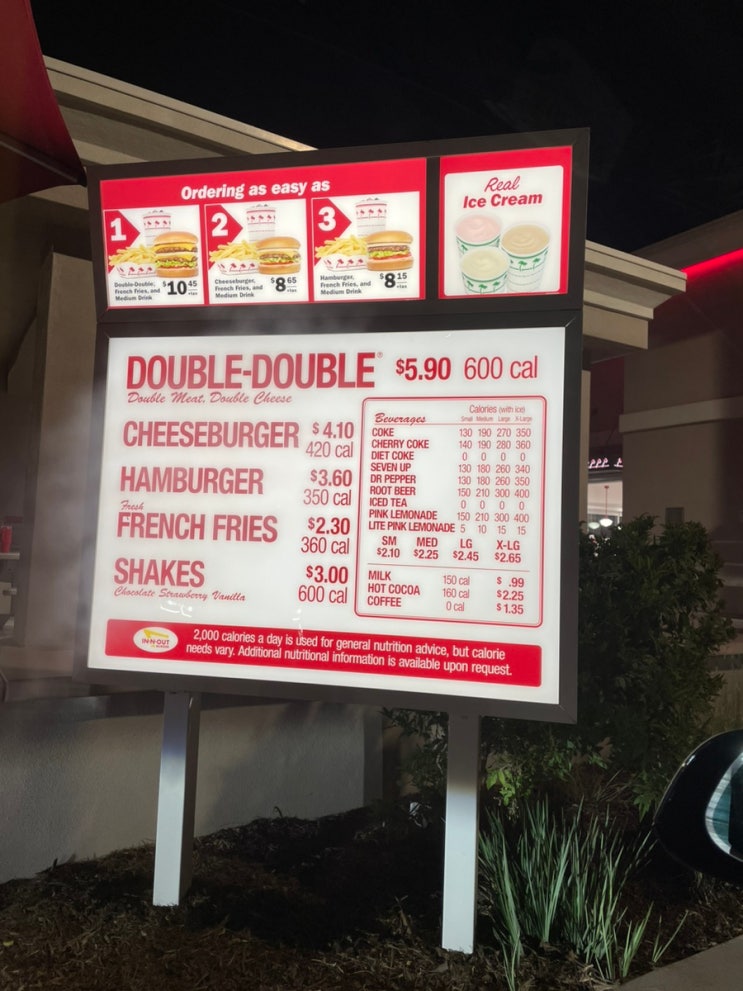 Ordering as easy as
1
Double-Double,
French Fries, and
Medium Drink
$10 45
+tax
2
Cheeseburger,
French Fries, and
Medium Drink
$8 65
+tax
3
Hamburger,
French Fries, and
Medium Drink
$8 15
+tax
Real
Ice Cream
DOUBLE-DOUBLE® $5.90 600 cal
Double Meat, Double Cheese
CHEESEBURGER $4.10
420 cal
HAMBURGER $3.60
350 cal
Fresh
FRENCH FRIES $2.30
360 cal
SHAKES $3.00
Chocolate Strawberry Vanilla 600 cal
Beverages Calories (with ice)
Small Medium Large X-Large
COKE 130 190 270 350
CHERRY COKE 140 190 280 360
DIET COKE 0 0 0 0
SEVEN UP 130 180 260 340
DR PEPPER 130 180 260 350
ROOT BEER 150 210 300 400
ICED TEA 0 0 0 0
PINK LEMONADE 150 210 300 400
LITE PINK LEMONADE 5 10 15 15
SM MED LG X-LG
$2.10 $2.25 $2.45 $2.65
MILK 150 cal $ .99
HOT COCOA 160 cal $2.25
COFFEE 0 cal $1.35
IN-N-OUT
2,000 calories a day is used for general nutrition advice, but calorie
needs vary. Additional nutritional information is available upon request.